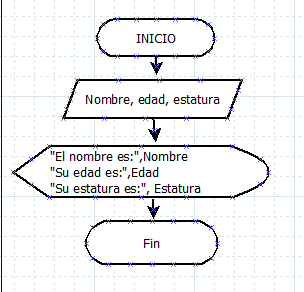 INICIO
Nombre, edad, estatura
"El nombre es:",Nombre
"Su edad es:",Edad
"Su estatura es:", Estatura
Fin